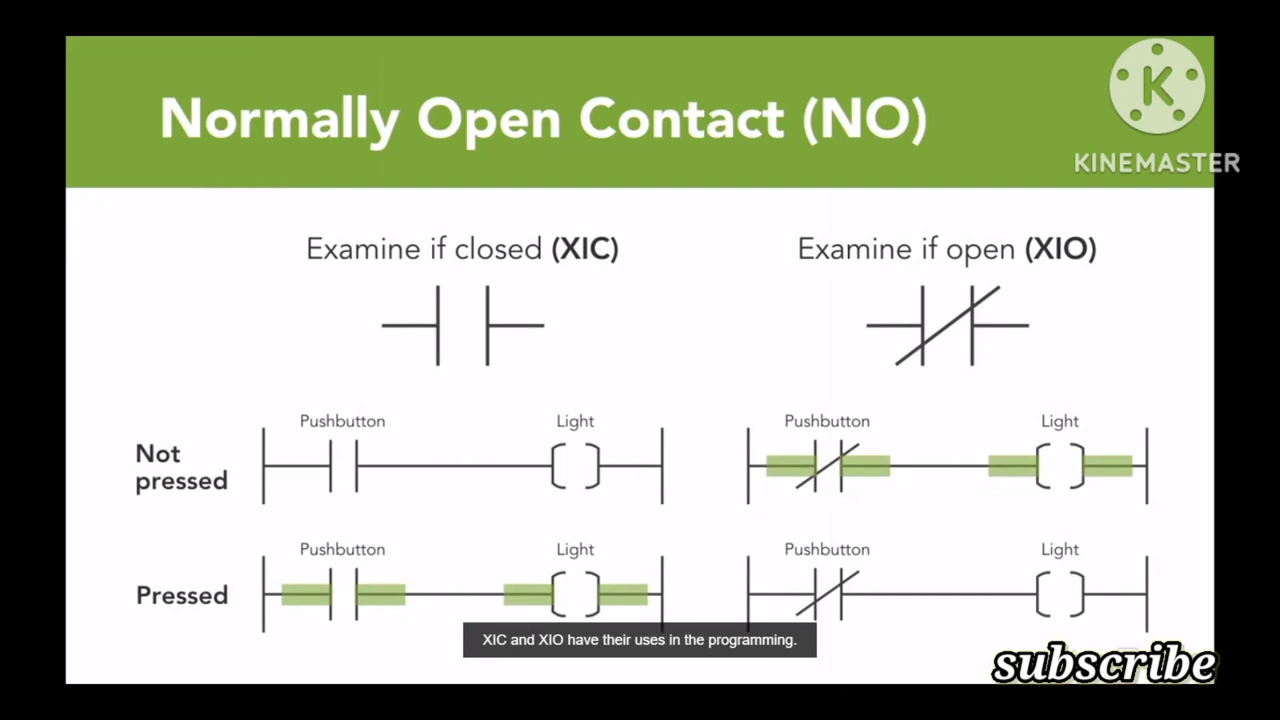 Normally Open Contact (NO)
K
KINEMASTER
Examine if closed (XIC)
Examine if open (XIO)
Pushbutton
Light
Pushbutton
Light
Not
pressed
Pushbutton
Light
Pushbutton
Light
Pressed
XIC and XIO have their uses in the programming.
subscribe